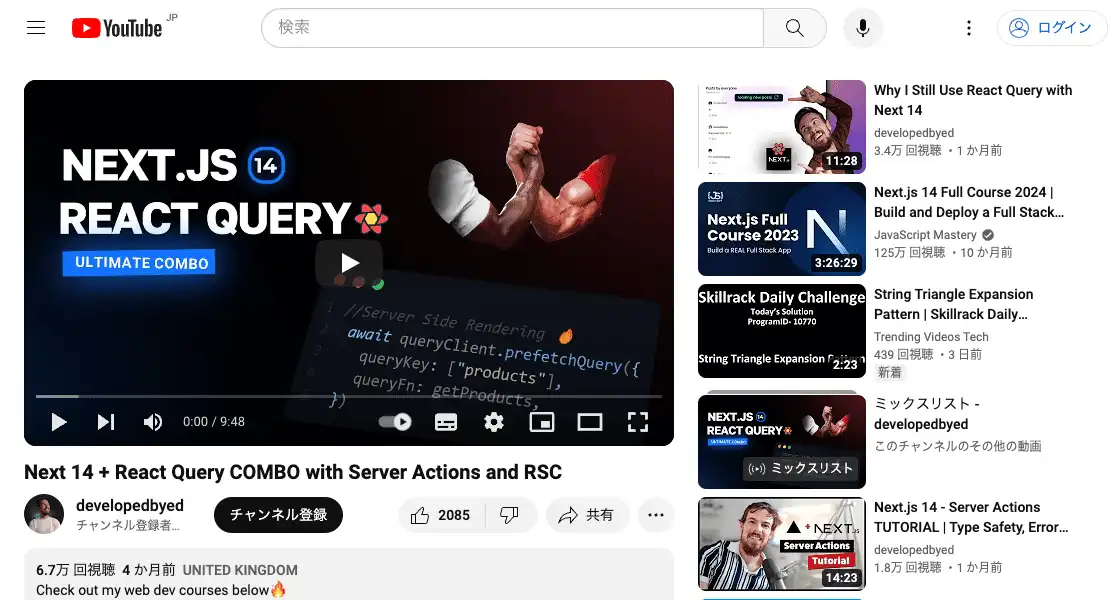 YouTube JP
検索
ログイン
NEXT.JS 14
REACT QUERY
ULTIMATE COMBO
//Server Side Rendering
await queryClient.prefetchQuery({
queryKey: ["products"],
queryFn: getProducts,
})
0:00 / 9:48
Next 14 + React Query COMBO with Server Actions and RSC
developedbyed
チャンネル登録者...
チャンネル登録
2085
共有
6.7万 回視聴 4 か月前 UNITED KINGDOM
Check out my web dev courses below🔥
NEXT.JS
11:28
Why I Still Use React Query with
Next 14
developedbyed
3.4万 回視聴 ・1 か月前
Next.js Full
Course 2023
Build a REAL Full Stack App
3:26:29
Next.js 14 Full Course 2024 |
Build and Deploy a Full Stack...
JavaScript Mastery
125万 回視聴 ・10 か月前
Skillrack Daily Challenge
Today's Solution
ProgramID- 10770
String Triangle Expansion Pattern
2:23
String Triangle Expansion
Pattern | Skillrack Daily...
Trending Videos Tech
439 回視聴 ・3 日前
新着
NEXT.JS 14
REACT QUERY
ULTIMATE COMBO
ミックスリスト
ミックスリスト -
developedbyed
このチャンネルのその他の動画
+ NEXT.JS
Server Actions
Tutorial
14:23
Next.js 14 - Server Actions
TUTORIAL | Type Safety, Error...
developedbyed
1.8万 回視聴 ・1 か月前